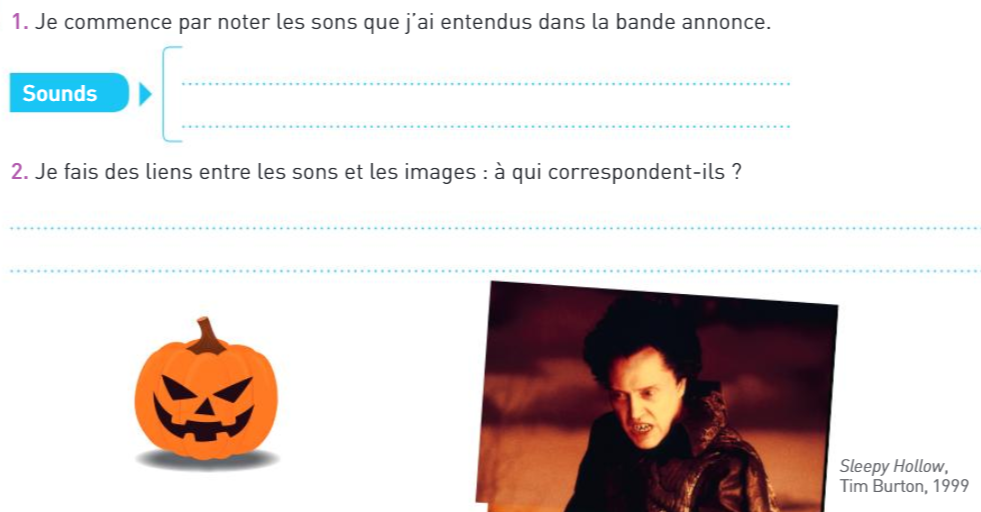 1. Je commence par noter les sons que j'ai entendus dans la bande annonce.
Sounds
2. Je fais des liens entre les sons et les images : à qui correspondent-ils ?
Sleepy Hollow,
Tim Burton, 1999